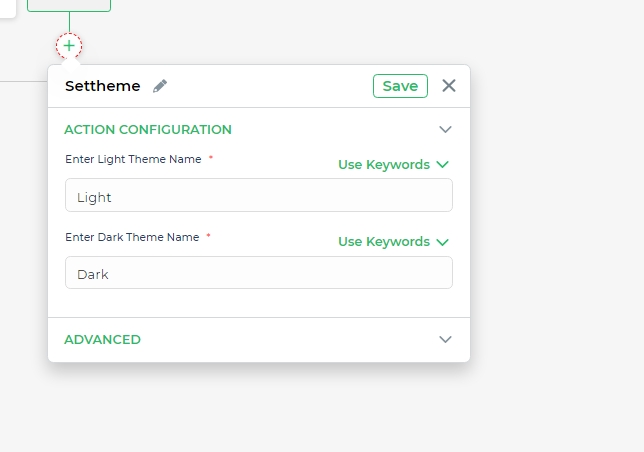 Settheme
Save
ACTION CONFIGURATION
Enter Light Theme Name *
Use Keywords
Light
Enter Dark Theme Name *
Use Keywords
Dark
ADVANCED